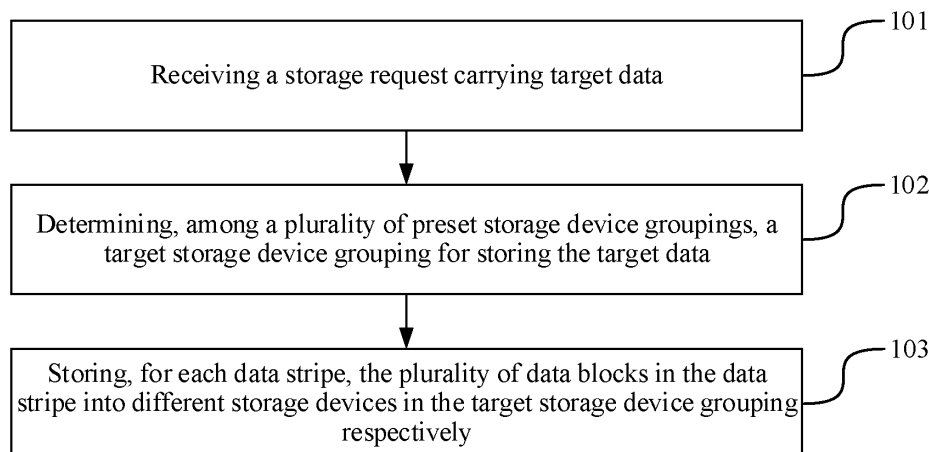 101
Receiving a storage request carrying target data
102
Determining, among a plurality of preset storage device groupings, a
target storage device grouping for storing the target data
103
Storing, for each data stripe, the plurality of data blocks in the data
stripe into different storage devices in the target storage device grouping
respectively